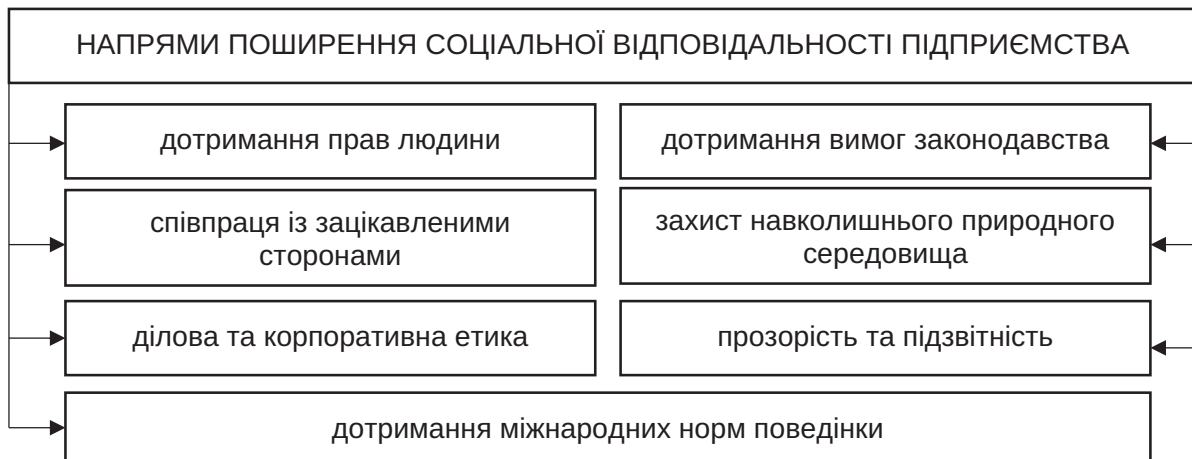 НАПРЯМИ ПОШИРЕННЯ СОЦІАЛЬНОЇ ВІДПОВІДАЛЬНОСТІ ПІДПРИЄМСТВА
дотримання прав людини
дотримання вимог законодавства
співпраця із зацікавленими
сторонами
захист навколишнього природного
середовища
ділова та корпоративна етика
прозорість та підзвітність
дотримання міжнародних норм поведінки